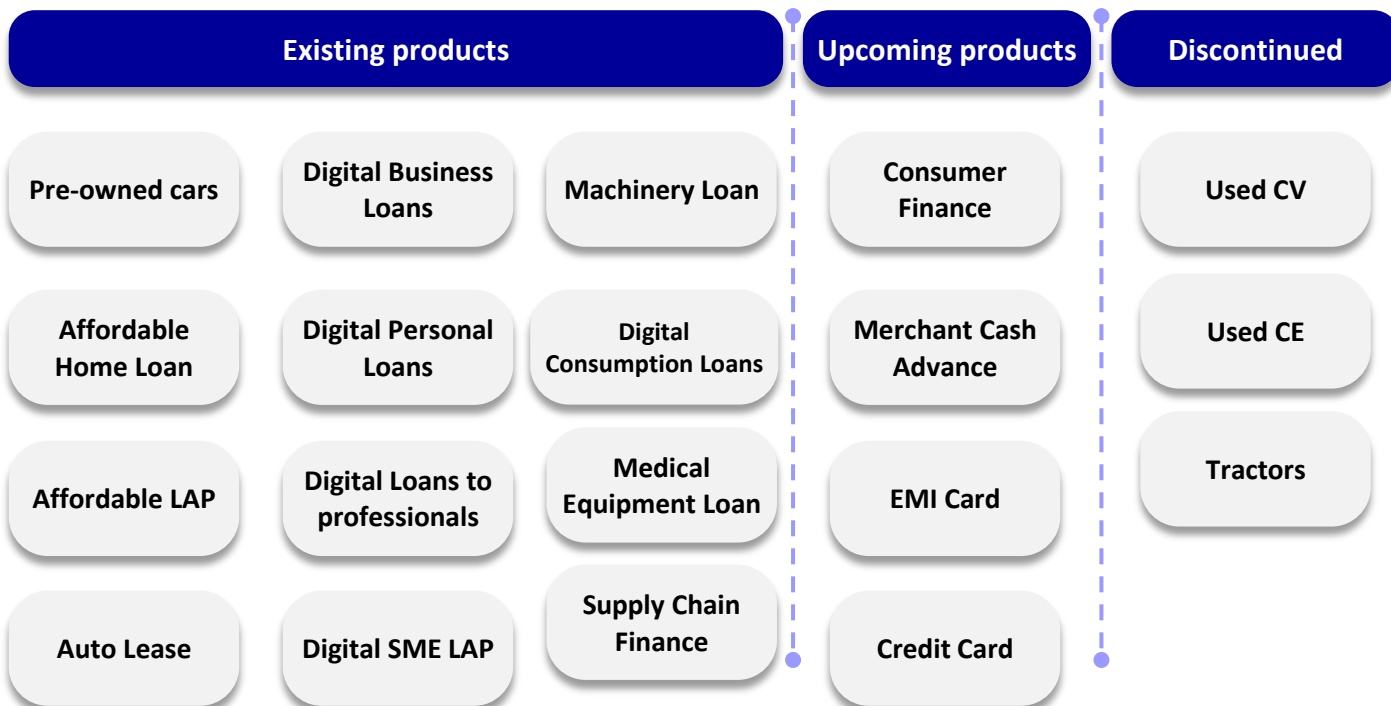 Existing products
Upcoming products
Discontinued
Pre-owned cars
Digital Business
Loans
Machinery Loan
Consumer
Finance
Used CV
Affordable
Home Loan
Digital Personal
Loans
Digital
Consumption Loans
Merchant Cash
Advance
Used CE
Affordable LAP
Digital Loans to
professionals
Medical
Equipment Loan
EMI Card
Tractors
Auto Lease
Digital SME LAP
Supply Chain
Finance
Credit Card